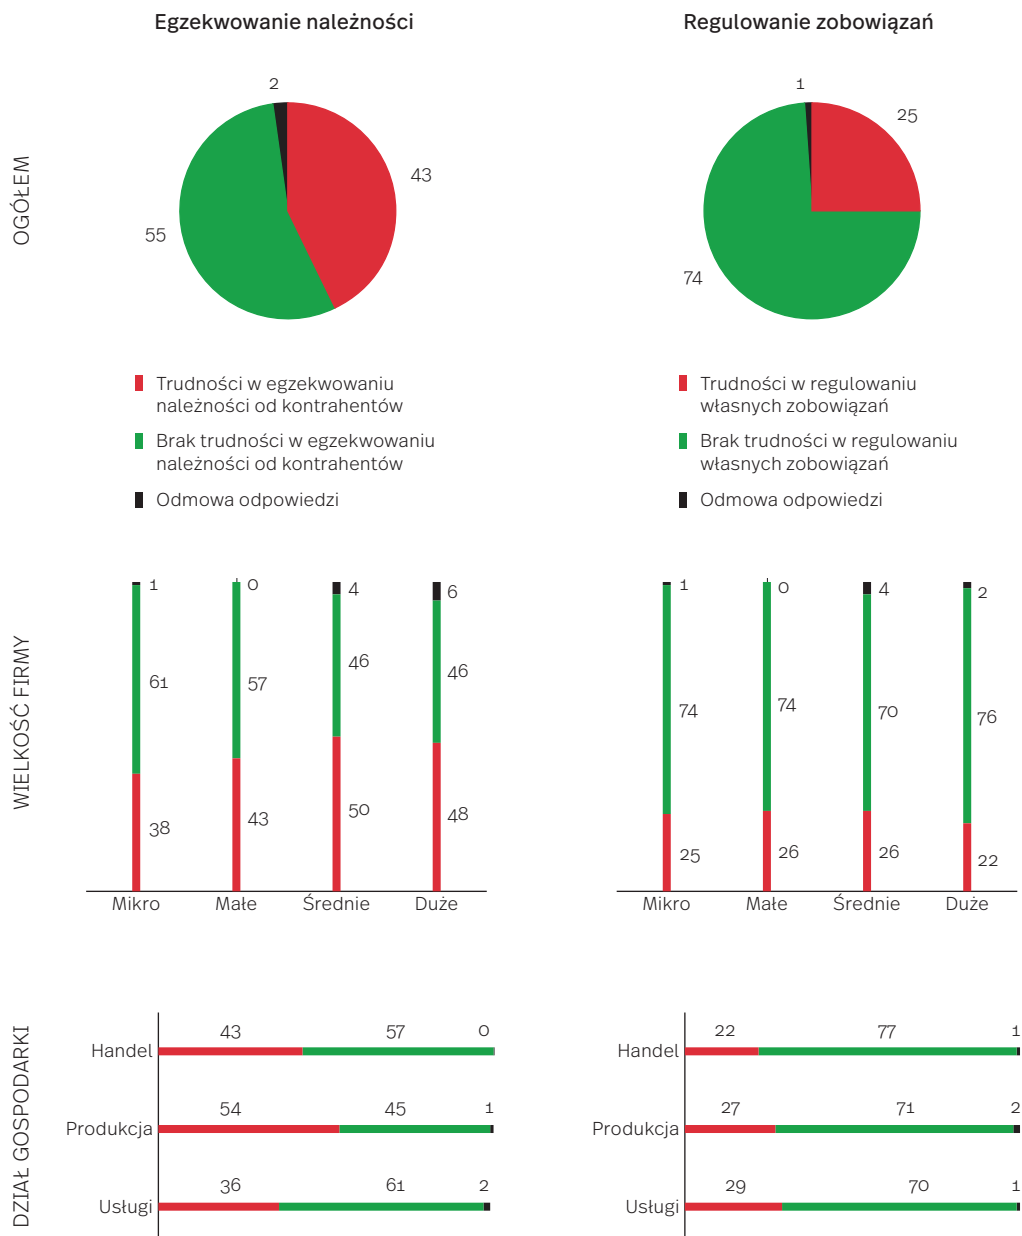 Egzekwowanie należności
Regulowanie zobowiązań
OGÓŁEM
2
43
55
1
25
74
Trudności w egzekwowaniu
należności od kontrahentów
Brak trudności w egzekwowaniu
należności od kontrahentów
Odmowa odpowiedzi
Trudności w regulowaniu
własnych zobowiązań
Brak trudności w regulowaniu
własnych zobowiązań
Odmowa odpowiedzi
WIELKOŚĆ FIRMY
1 0 4 6
61 57 46 46
38 43 50 48
Mikro Małe Średnie Duże
1 0 4 2
74 74 70 76
25 26 26 22
Mikro Małe Średnie Duże
DZIAŁ GOSPODARKI
43 57 0
Handel
54 45 1
Produkcja
36 61 2
Usługi
22 77 1
Handel
27 71 2
Produkcja
29 70 1
Usługi